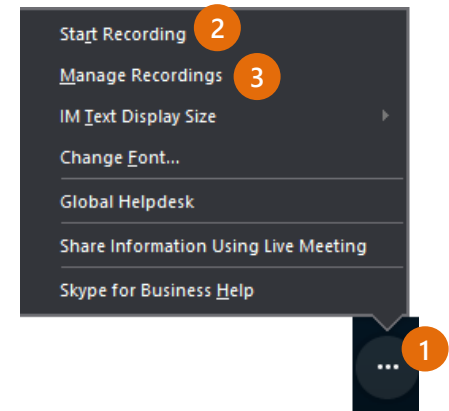 Start Recording 2
Manage Recordings 3
IM Text Display Size
Change Font...
Global Helpdesk
Share Information Using Live Meeting
Skype for Business Help
... 1